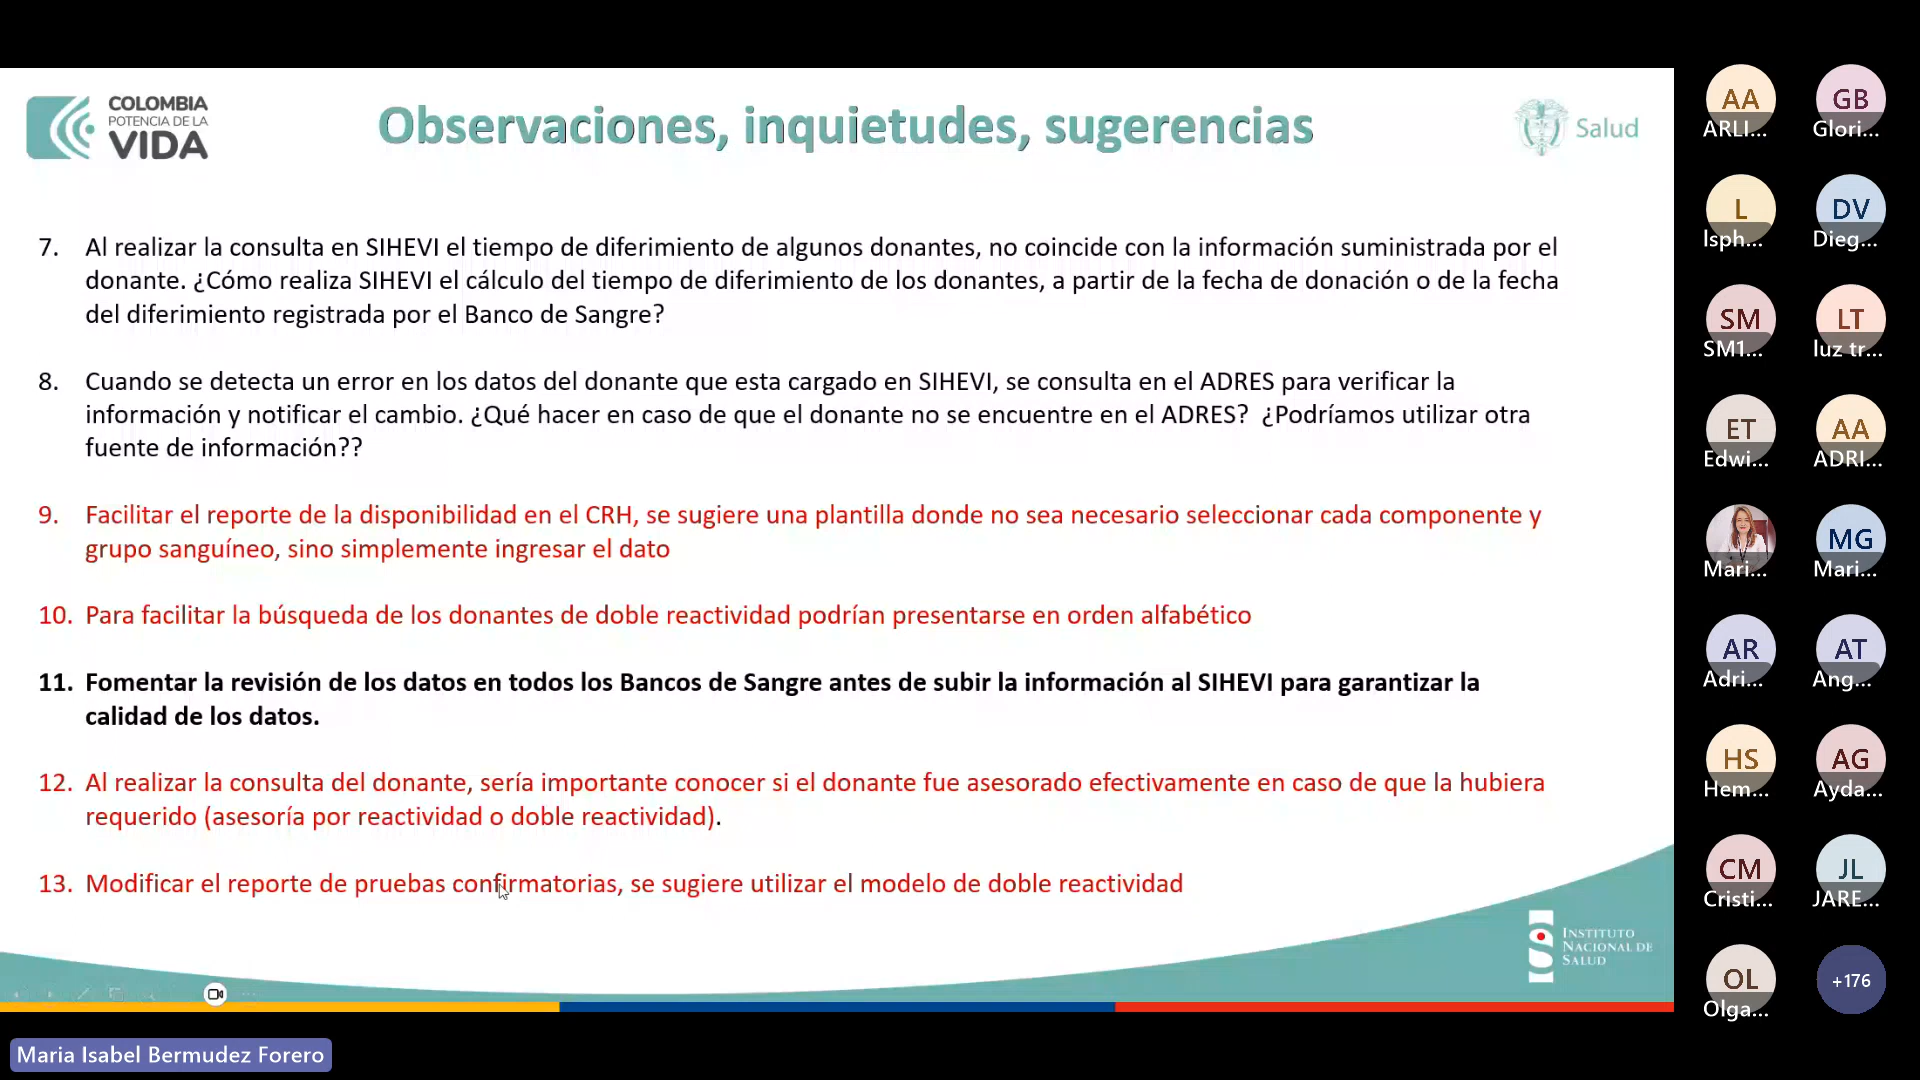 COLOMBIA
POTENCIA DE LA
VIDA
Observaciones, inquietudes, sugerencias
Salud
7. Al realizar la consulta en SIHEVI el tiempo de diferimiento de algunos donantes, no coincide con la información suministrada por el
donante. ¿Cómo realiza SIHEVI el cálculo del tiempo de diferimiento de los donantes, a partir de la fecha de donación o de la fecha
del diferimiento registrada por el Banco de Sangre?
8. Cuando se detecta un error en los datos del donante que esta cargado en SIHEVI, se consulta en el ADRES para verificar la
información y notificar el cambio. ¿Qué hacer en caso de que el donante no se encuentre en el ADRES? ¿Podríamos utilizar otra
fuente de información??
9. Facilitar el reporte de la disponibilidad en el CRH, se sugiere una plantilla donde no sea necesario seleccionar cada componente y
grupo sanguíneo, sino simplemente ingresar el dato
10. Para facilitar la búsqueda de los donantes de doble reactividad podrían presentarse en orden alfabético
11. Fomentar la revisión de los datos en todos los Bancos de Sangre antes de subir la información al SIHEVI para garantizar la
calidad de los datos.
12. Al realizar la consulta del donante, sería importante conocer si el donante fue asesorado efectivamente en caso de que la hubiera
requerido (asesoría por reactividad o doble reactividad).
13. Modificar el reporte de pruebas confirmatorias, se sugiere utilizar el modelo de doble reactividad
INSTITUTO
NACIONAL DE
SALUD
Maria Isabel Bermudez Forero
AA GB
ARLI... Glori...
L DV
lsph... Dieg...
SM LT
SM1... luz tr...
ET AA
Edwi... ADRI...
MG
Mari... Mari...
AR AT
Adri... Ang...
HS AG
Hem... Ayda...
CM JL
Cristi... JARE...
OL +176
Olga...